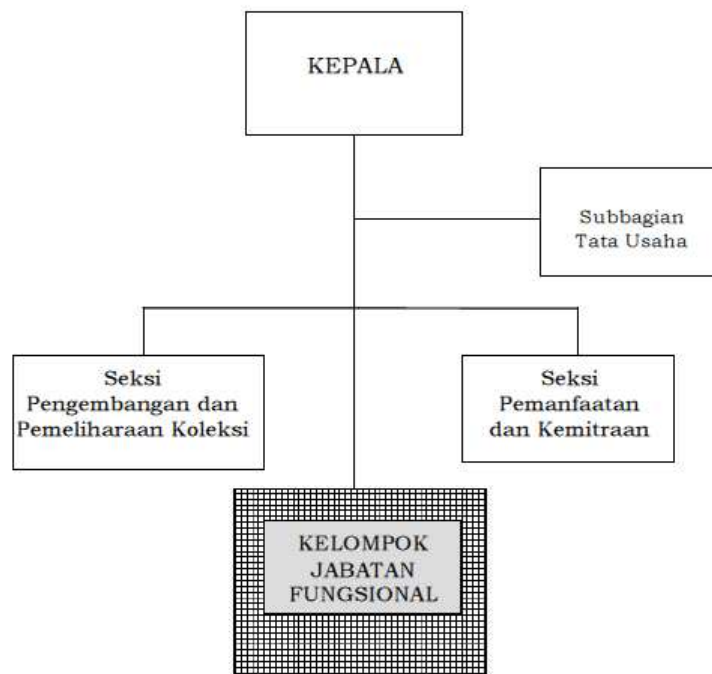 KEPALA
Subbagian
Tata Usaha
Seksi
Pengembangan dan
Pemeliharaan Koleksi
Seksi
Pemanfaatan
dan Kemitraan
KELOMPOK
JABATAN
FUNGSIONAL